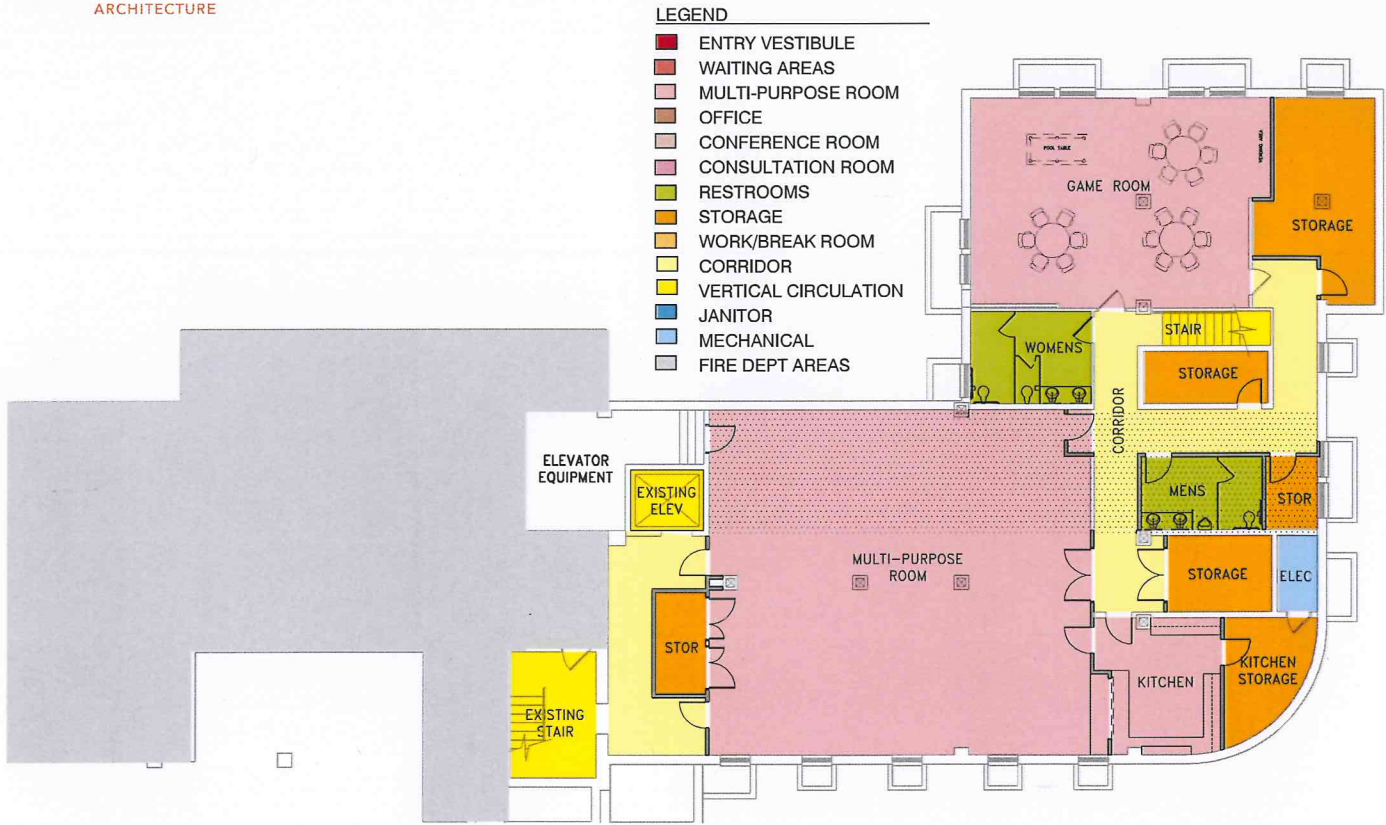 ARCHITECTURE
LEGEND
ENTRY VESTIBULE
WAITING AREAS
MULTI-PURPOSE ROOM
OFFICE
CONFERENCE ROOM
CONSULTATION ROOM
RESTROOMS
STORAGE
WORK/BREAK ROOM
CORRIDOR
VERTICAL CIRCULATION
JANITOR
MECHANICAL
FIRE DEPT AREAS
POOL TABLE
VENDING AREA
GAME ROOM
STORAGE
STAIR
WOMENS
STORAGE
CORRIDOR
ELEVATOR
EQUIPMENT
EXISTING
ELEV
MENS
STOR
MULTI-PURPOSE
ROOM
STORAGE
ELEC
STOR
KITCHEN
KITCHEN
STORAGE
EXISTING
STAIR